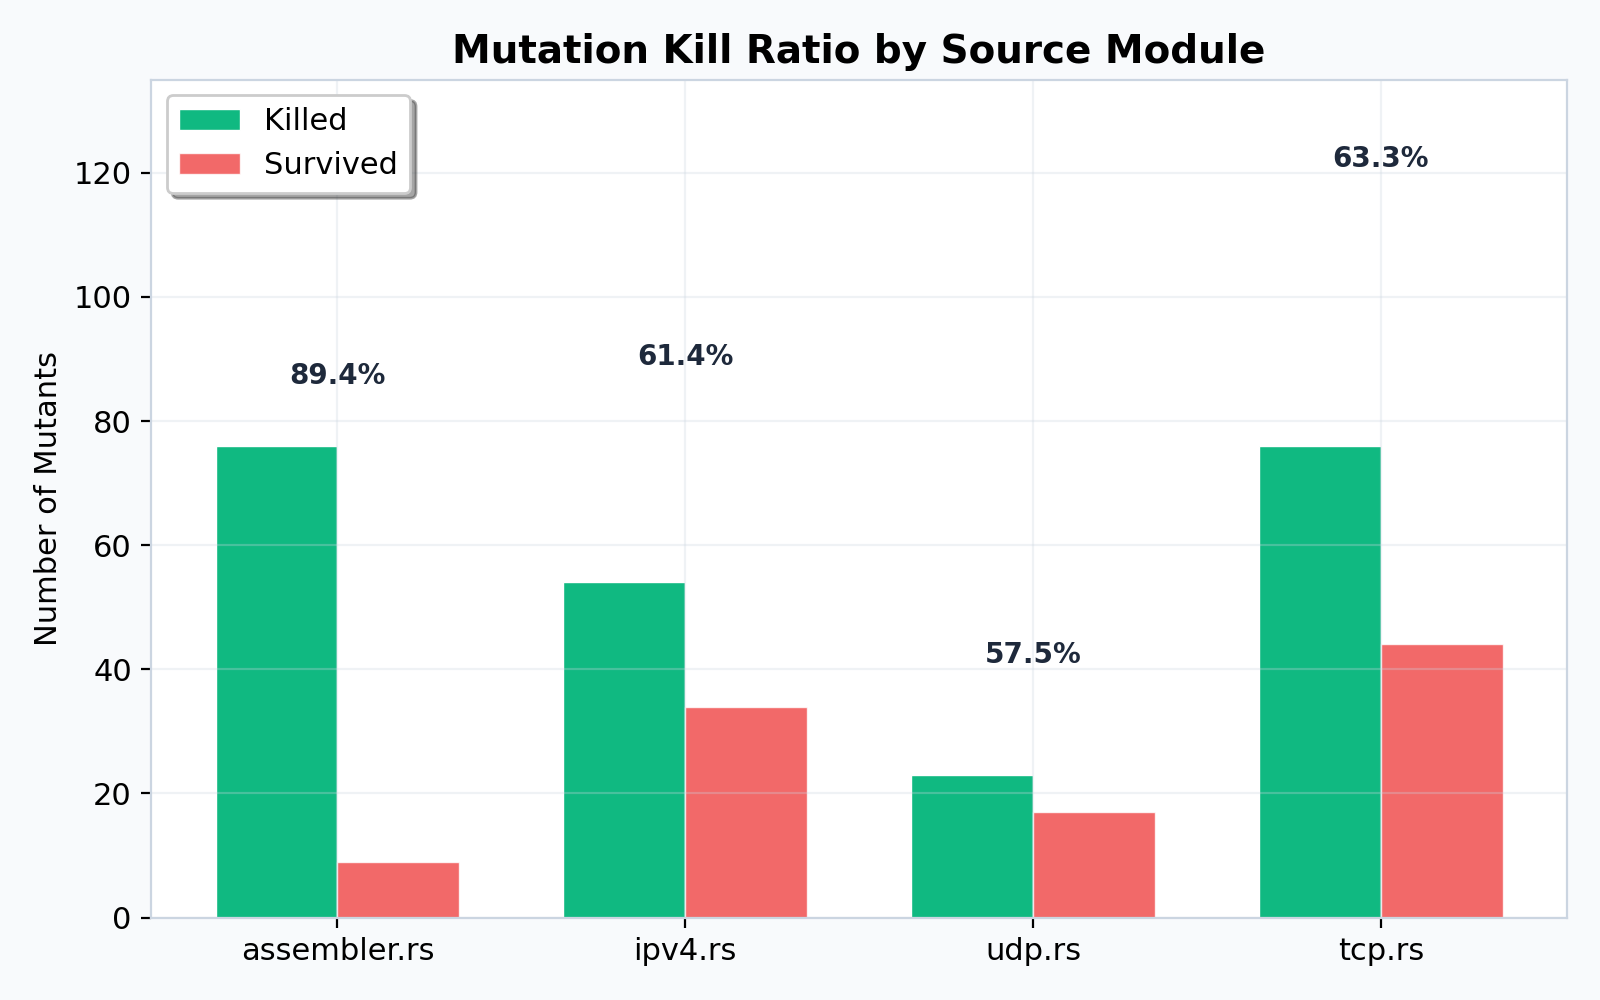 Mutation Kill Ratio by Source Module
Killed
Survived
Number of Mutants
120
100
80
60
40
20
0
89.4%
61.4%
57.5%
63.3%
assembler.rs
ipv4.rs
udp.rs
tcp.rs